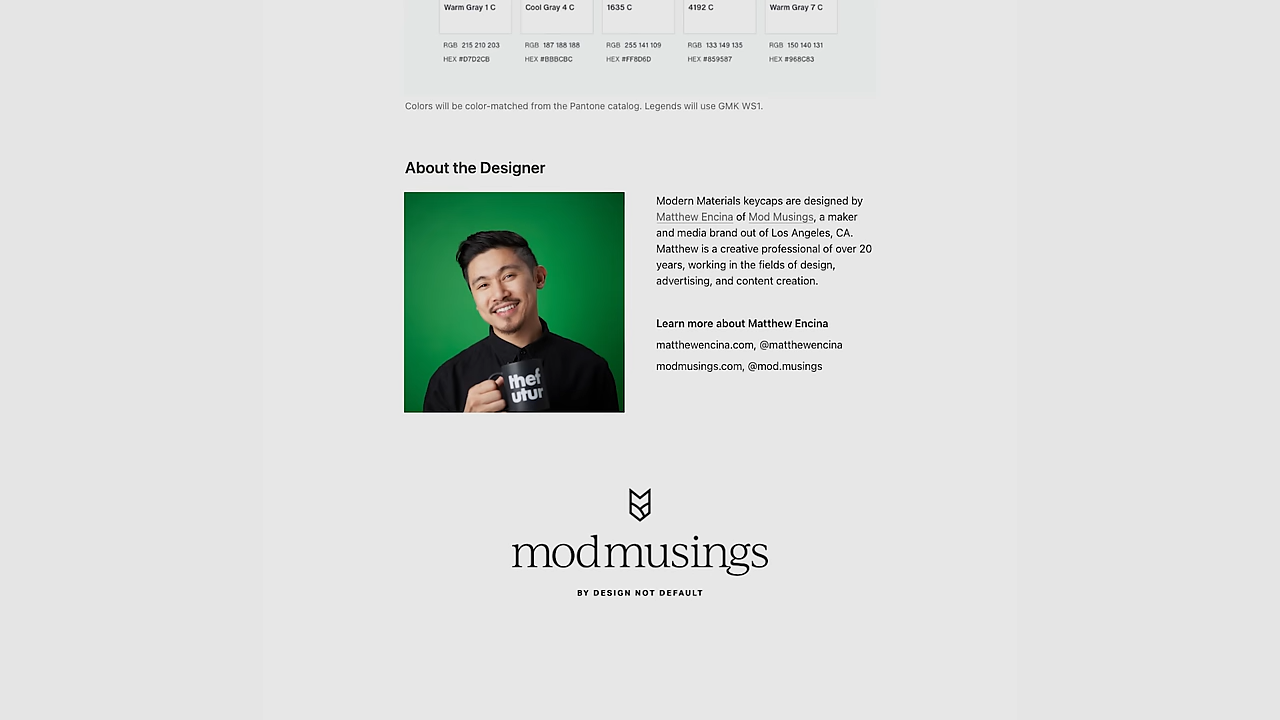 Warm Gray 1 C Cool Gray 4 C 1635 C 4192 C Warm Gray 7 C
RGB 215 210 203 RGB 187 188 188 RGB 255 141 109 RGB 133 149 135 RGB 150 140 131
HEX #D7D2CB HEX #BBBCBC HEX #FF8D6D HEX #859587 HEX #968C83
Colors will be color-matched from the Pantone catalog. Legends will use GMK WS1.
About the Designer
Modern Materials keycaps are designed by
Matthew Encina of Mod Musings, a maker
and media brand out of Los Angeles, CA.
Matthew is a creative professional of over 20
years, working in the fields of design,
advertising, and content creation.
Learn more about Matthew Encina
matthewencina.com, @matthewencina
modmusings.com, @mod.musings
thef
utur
modmusings
BY DESIGN NOT DEFAULT